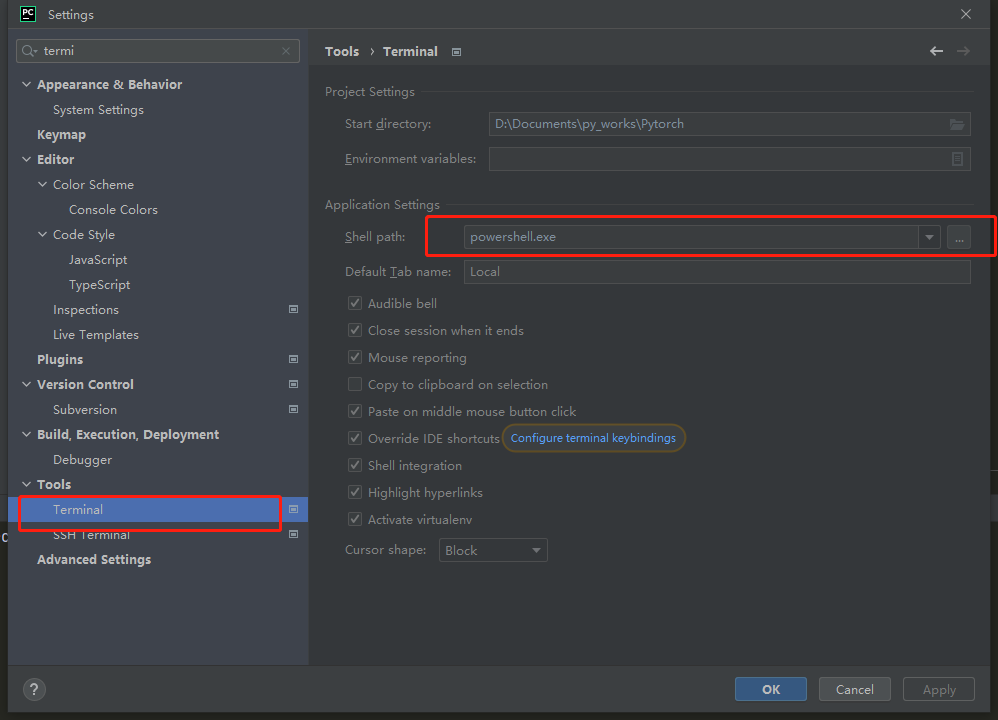 PC Settings
termi
Appearance & Behavior
System Settings
Keymap
Editor
Color Scheme
Console Colors
Code Style
JavaScript
TypeScript
Inspections
Live Templates
Plugins
Version Control
Subversion
Build, Execution, Deployment
Debugger
Tools
Terminal
SSH Terminal
Advanced Settings
Tools › Terminal
Project Settings
Start directory: D:\Documents\py_works\Pytorch
Environment variables:
Application Settings
Shell path: powershell.exe ...
Default Tab name: Local
Audible bell
Close session when it ends
Mouse reporting
Copy to clipboard on selection
Paste on middle mouse button click
Override IDE shortcuts Configure terminal keybindings
Shell integration
Highlight hyperlinks
Activate virtualenv
Cursor shape: Block
?
OK Cancel Apply